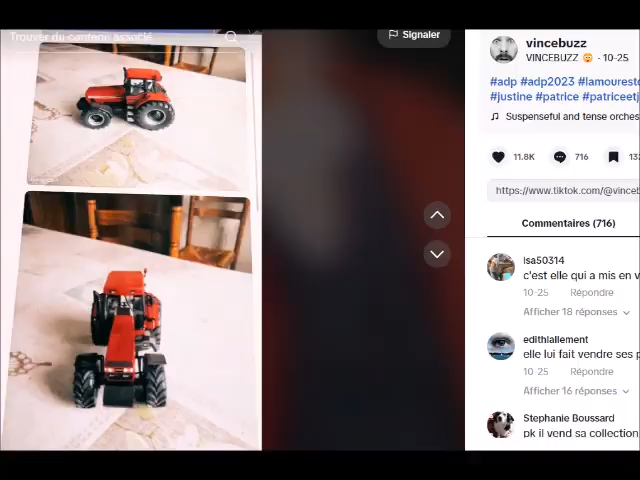 Trouver du contenu associé
Signaler
vincebuzz
VINCEBUZZ · 10-25
#adp #adp2023 #lamourestd
#justine #patrice #patriceetj
Suspenseful and tense orches
11.8K
716
132
https://www.tiktok.com/@vinceb
Commentaires (716)
Isa50314
c'est elle qui a mis en v
10-25 Répondre
Afficher 18 réponses
edithlallement
elle lui fait vendre ses p
10-25 Répondre
Afficher 16 réponses
Stephanie Boussard
pk il vend sa collection